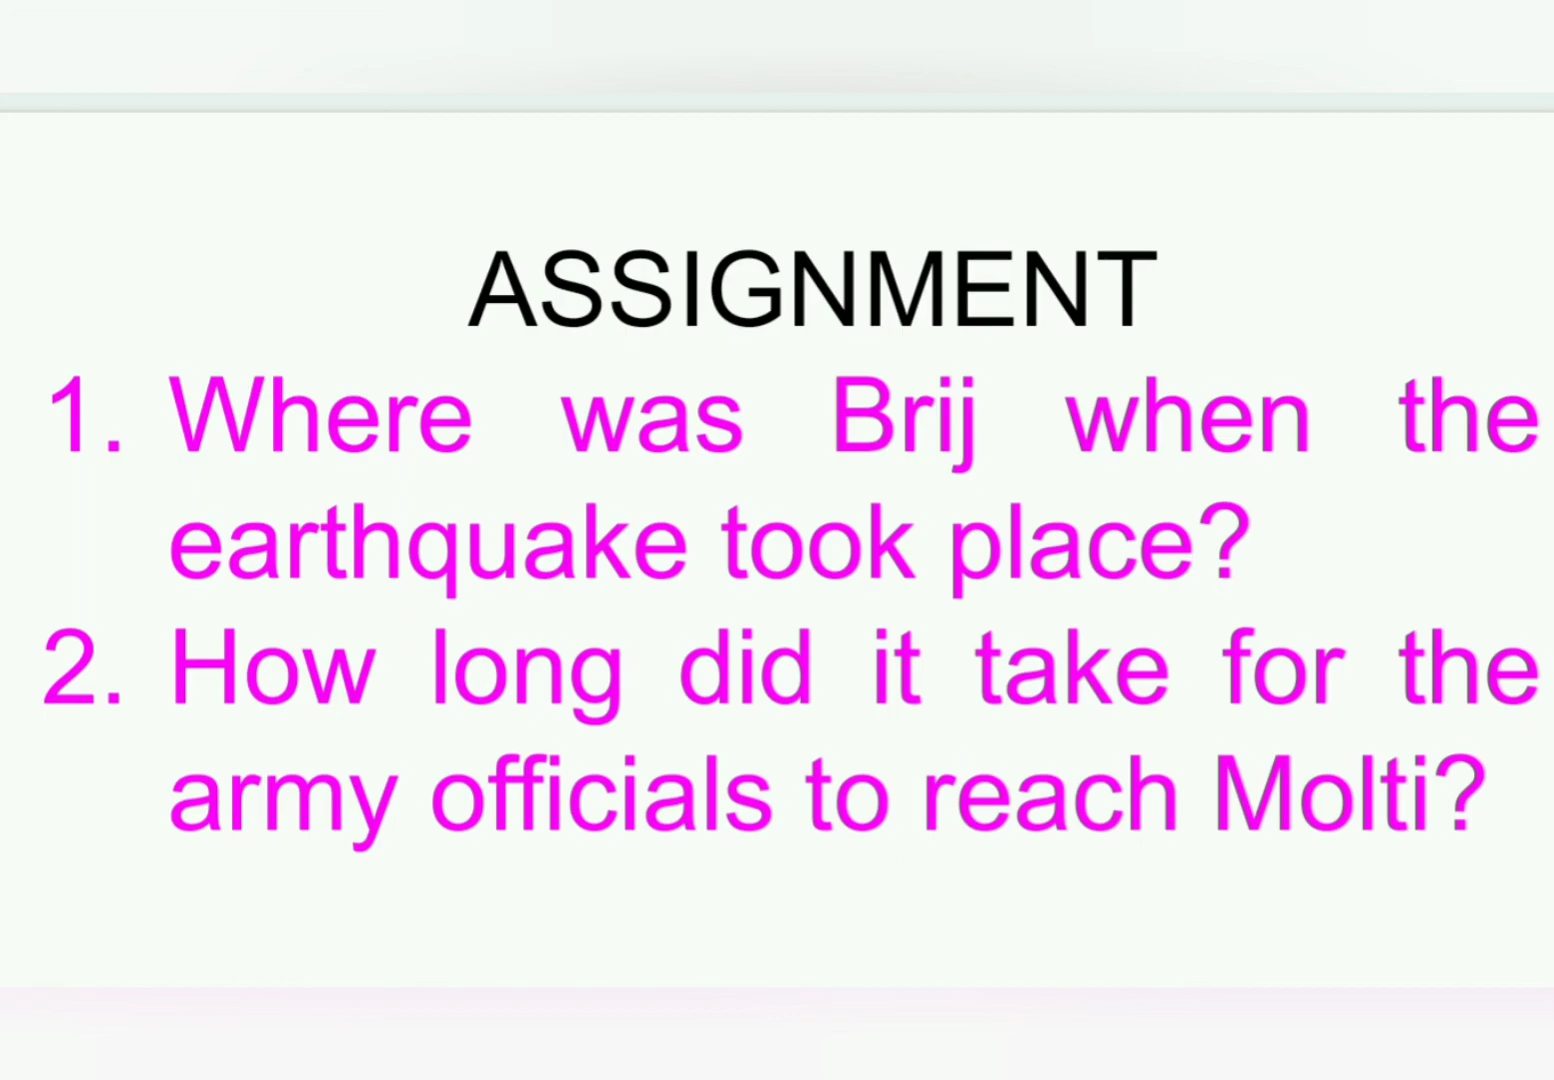 ASSIGNMENT
1. Where was Brij when the
earthquake took place?
2. How long did it take for the
army officials to reach Molti?